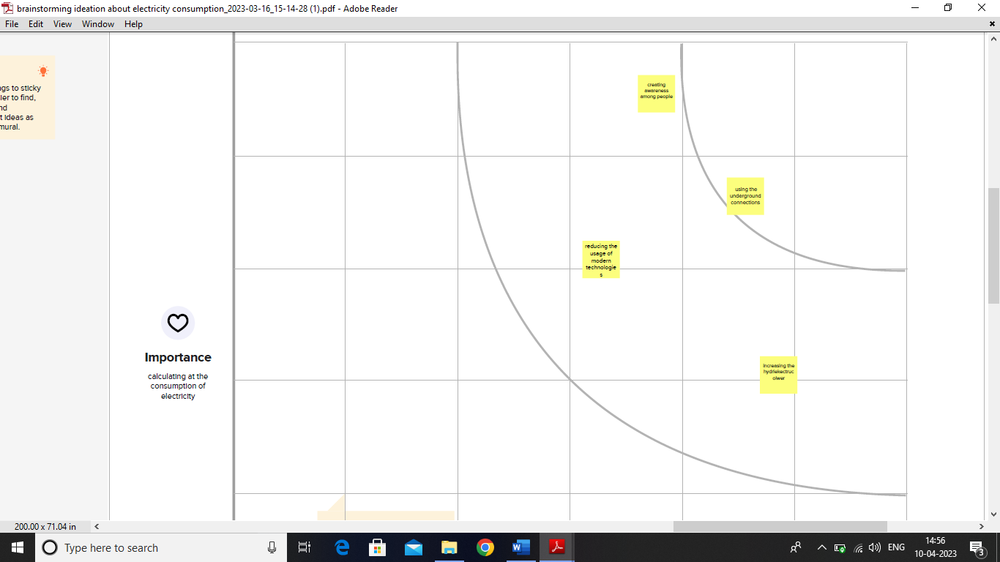 brainstorming ideation about electricity consumption_2023-03-16_15-14-28 (1).pdf - Adobe Reader
File Edit View Window Help
gs to sticky
ier to find,
nd
t ideas as
mural.
creating
awareness
among people
using the
underground
connections
reducing the
usage of
modern
technologie
s
Importance
calculating at the
consumption of
electricity
increasing the
hydrlekectruc
olwer
200.00 x 71.04 in
Type here to search
ENG
14:56
10-04-2023
3